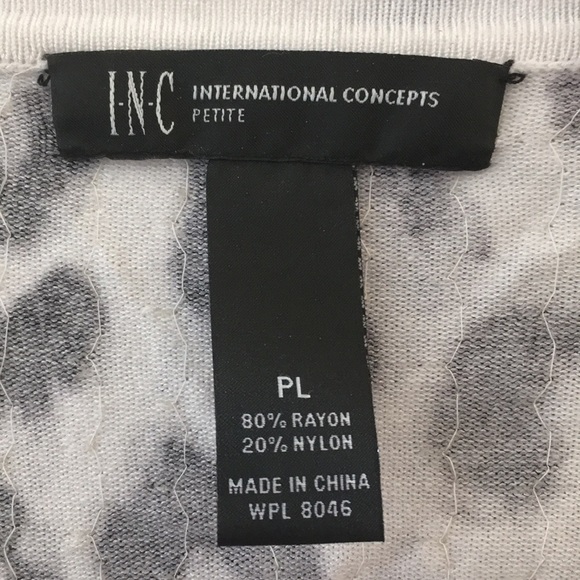 I-N-C INTERNATIONAL CONCEPTS
PETITE
PL
80% RAYON
20% NYLON
MADE IN CHINA
WPL 8046